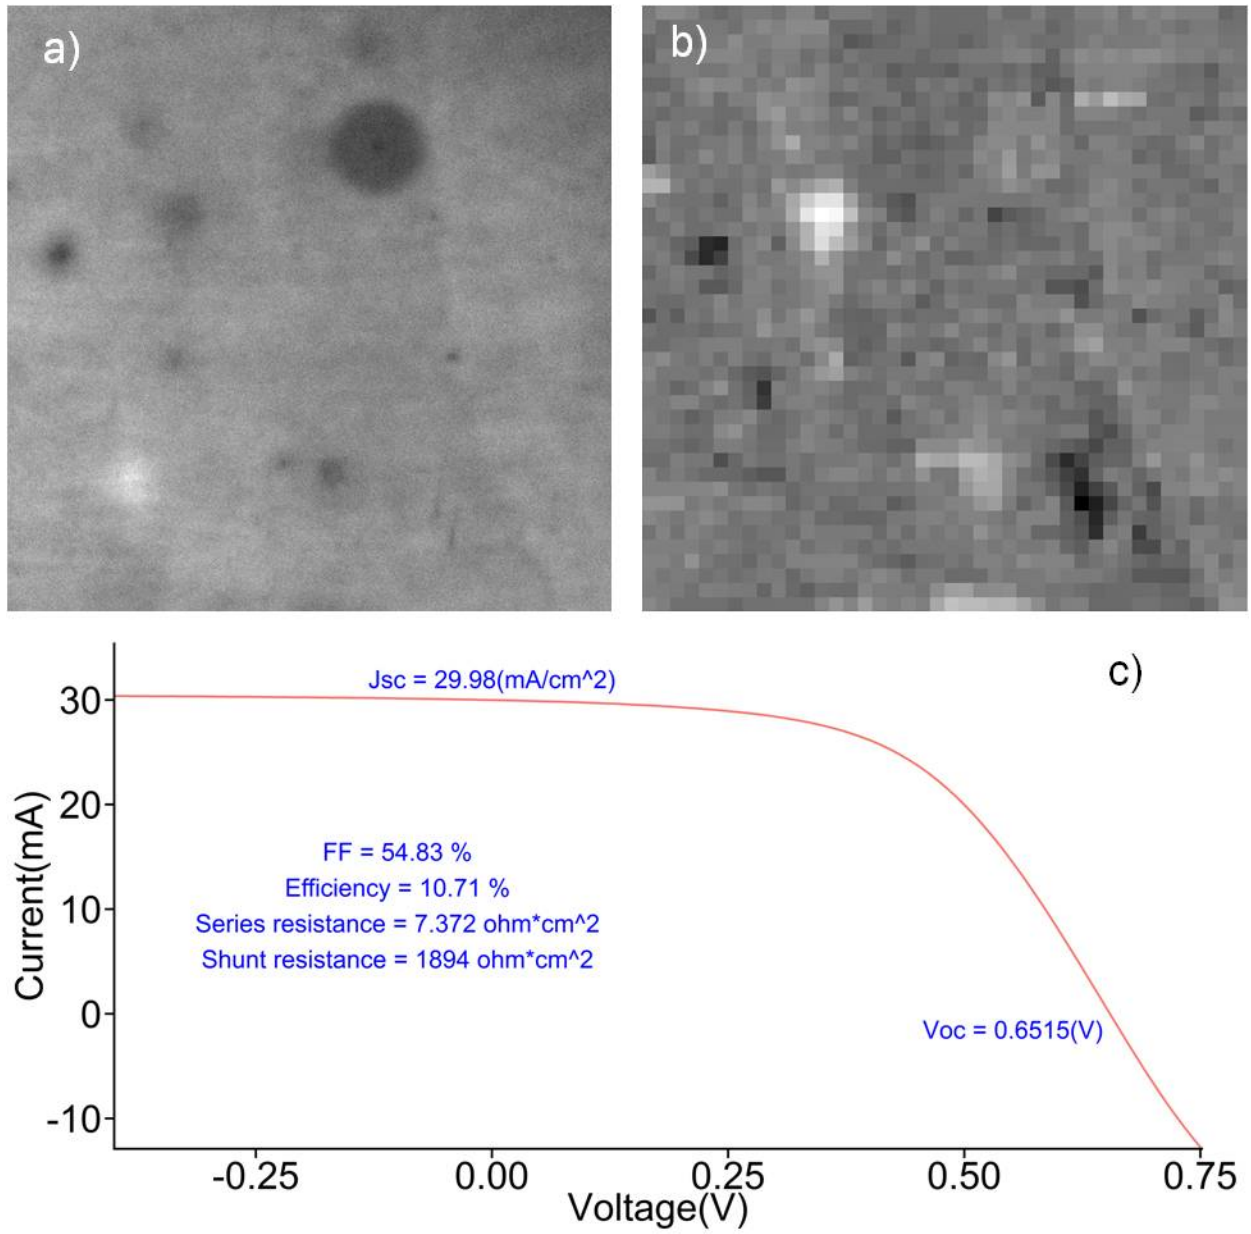 a)
b)
c)
Jsc = 29.98(mA/cm^2)
30
20
10
0
-10
Current(mA)
FF = 54.83 %
Efficiency = 10.71 %
Series resistance = 7.372 ohm*cm^2
Shunt resistance = 1894 ohm*cm^2
Voc = 0.6515(V)
-0.25 0.00 0.25 0.50 0.75
Voltage(V)